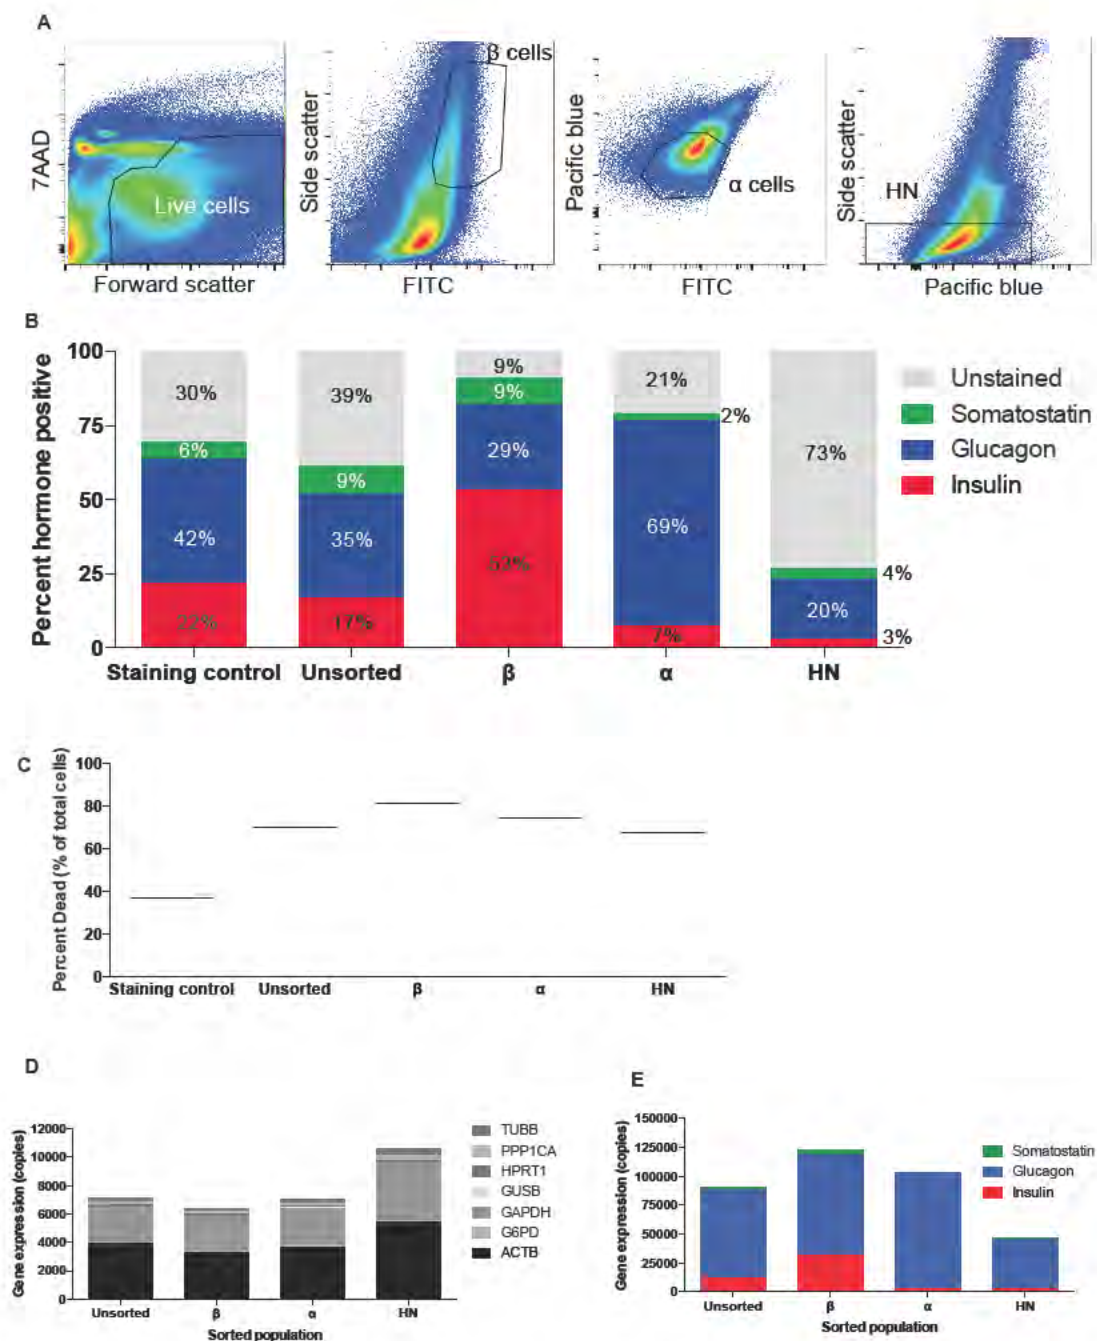 A
7AAD
Live cells
Forward scatter
Side scatter
β cells
FITC
Pacific blue
α cells
FITC
Side scatter
HN
Pacific blue
B
Percent hormone positive
100
75
50
25
0
30%
6%
42%
22%
39%
9%
35%
17%
9%
9%
29%
53%
21%
2%
69%
7%
73%
4%
20%
3%
Unstained
Somatostatin
Glucagon
Insulin
Staining control Unsorted β α HN
C
Percent Dead (% of total cells)
100
80
60
40
20
0
Staining control Unsorted β α HN
D
Gene expression (copies)
12000
10000
8000
6000
4000
2000
0
Unsorted β α HN
Sorted population
TUBB
PPP1CA
HPRT1
GUSB
GAPDH
G6PD
ACTB
E
Gene expression (copies)
150000
125000
100000
75000
50000
25000
0
Unsorted β α HN
Sorted population
Somatostatin
Glucagon
Insulin